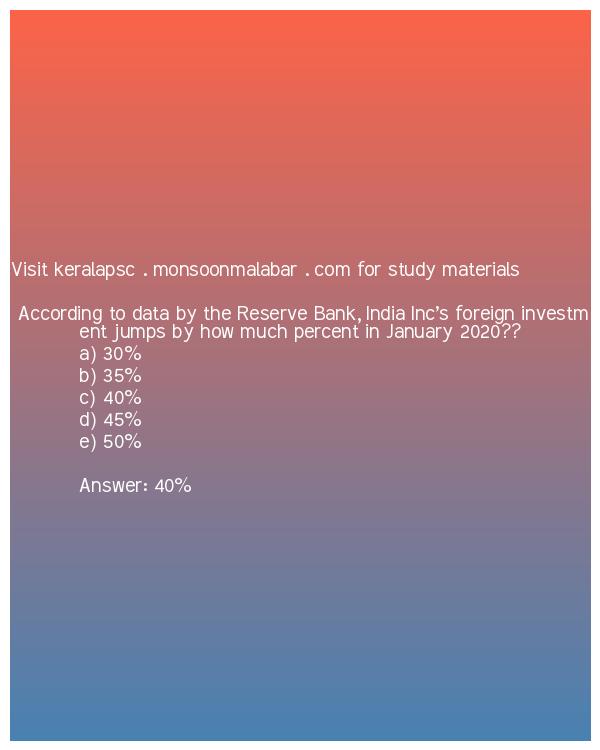 Visit keralapsc . monsoonmalabar . com for study materials
According to data by the Reserve Bank, India Inc's foreign investm
ent jumps by how much percent in January 2020??
a) 30%
b) 35%
c) 40%
d) 45%
e) 50%
Answer: 40%